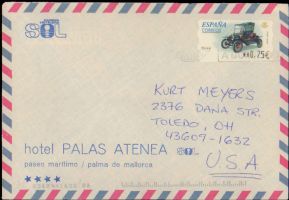 SOL
ESPAÑA
CORREOS
0,75€
KURT MEYERS
2376 DANA STR.
TOLEDO, OH
43609-1632
U.S.A
hotel PALAS ATENEA SOL
paseo marítimo / palma de mallorca